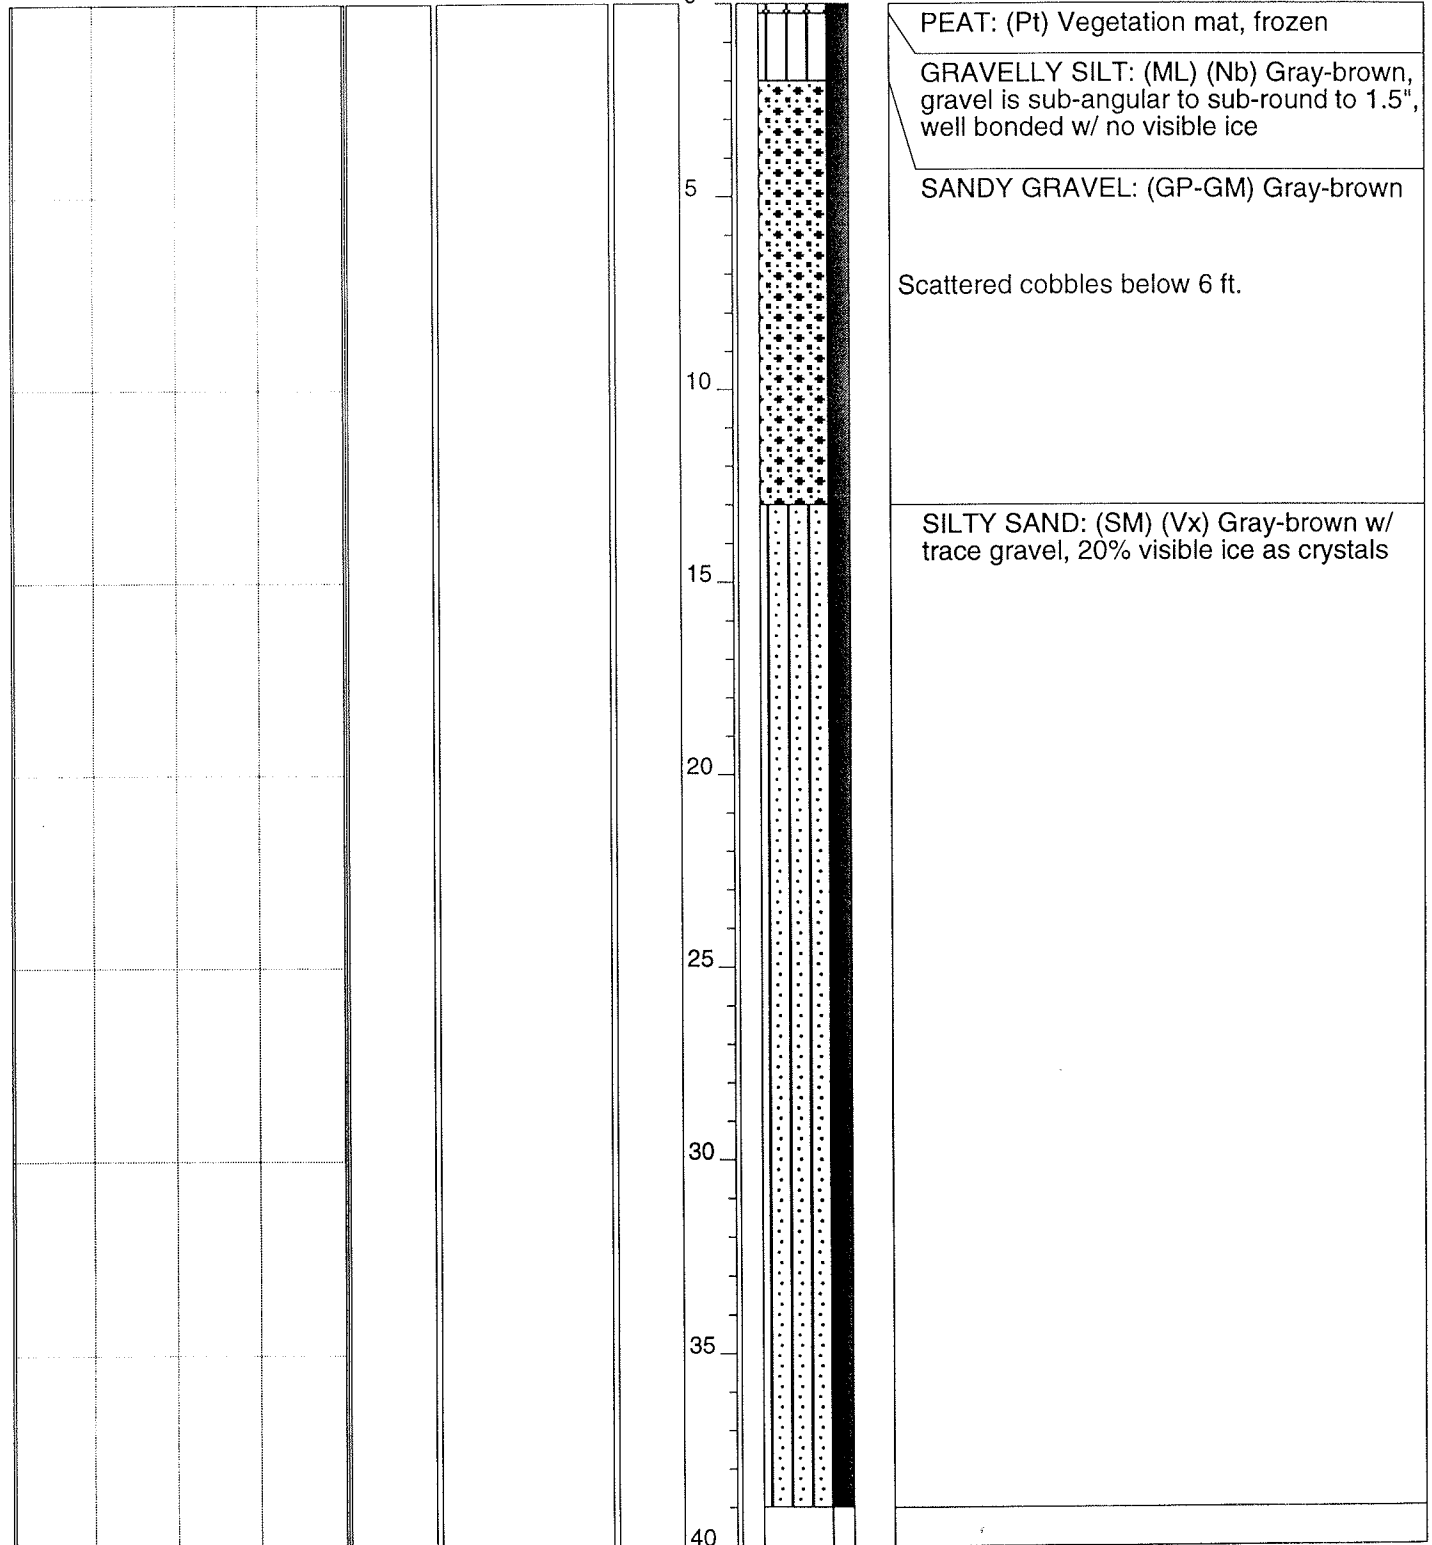 PEAT: (Pt) Vegetation mat, frozen
GRAVELLY SILT: (ML) (Nb) Gray-brown,
gravel is sub-angular to sub-round to 1.5",
well bonded w/ no visible ice
SANDY GRAVEL: (GP-GM) Gray-brown
5
Scattered cobbles below 6 ft.
10
SILTY SAND: (SM) (Vx) Gray-brown w/
trace gravel, 20% visible ice as crystals
15
20
25
30
35
40